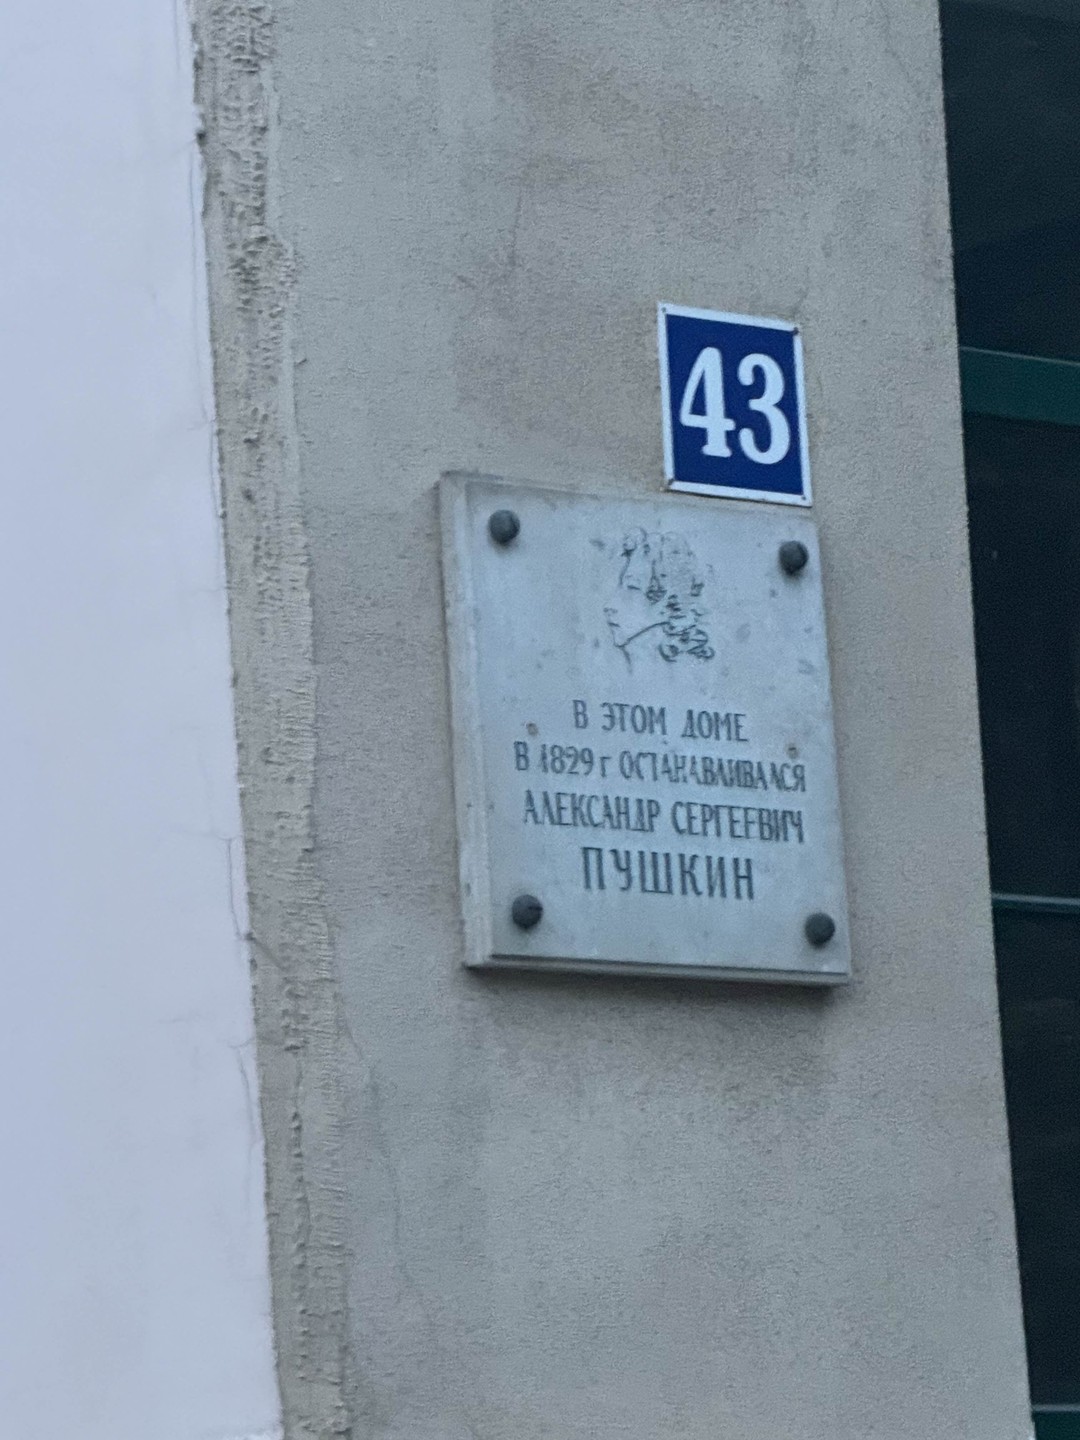 43
В ЭТОМ ДОМЕ
В 1829 г ОСТАНАВЛИВАЛСЯ
АЛЕКСАНДР СЕРГЕЕВИЧ
ПУШКИН